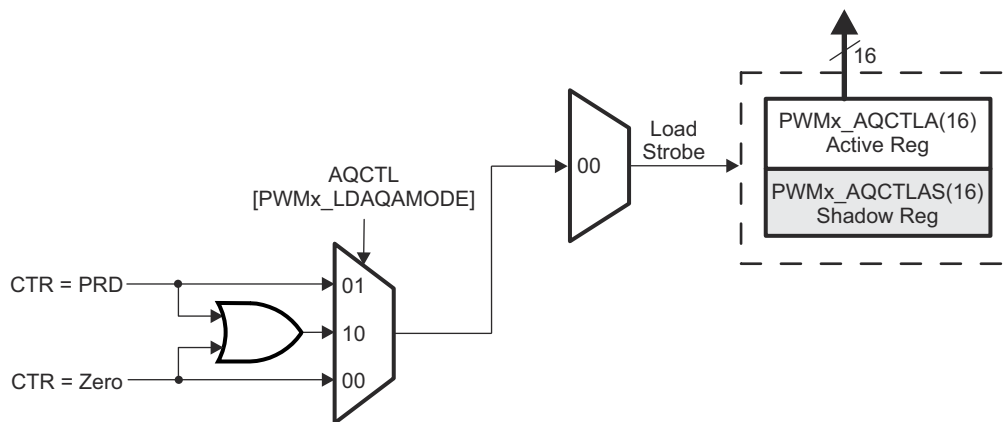 16
PWMx_AQCTLA(16)
Active Reg
Load
Strobe
00
PWMx_AQCTLAS(16)
Shadow Reg
AQCTL
[PWMx_LDAQAMODE]
CTR = PRD
01
10
CTR = Zero
00